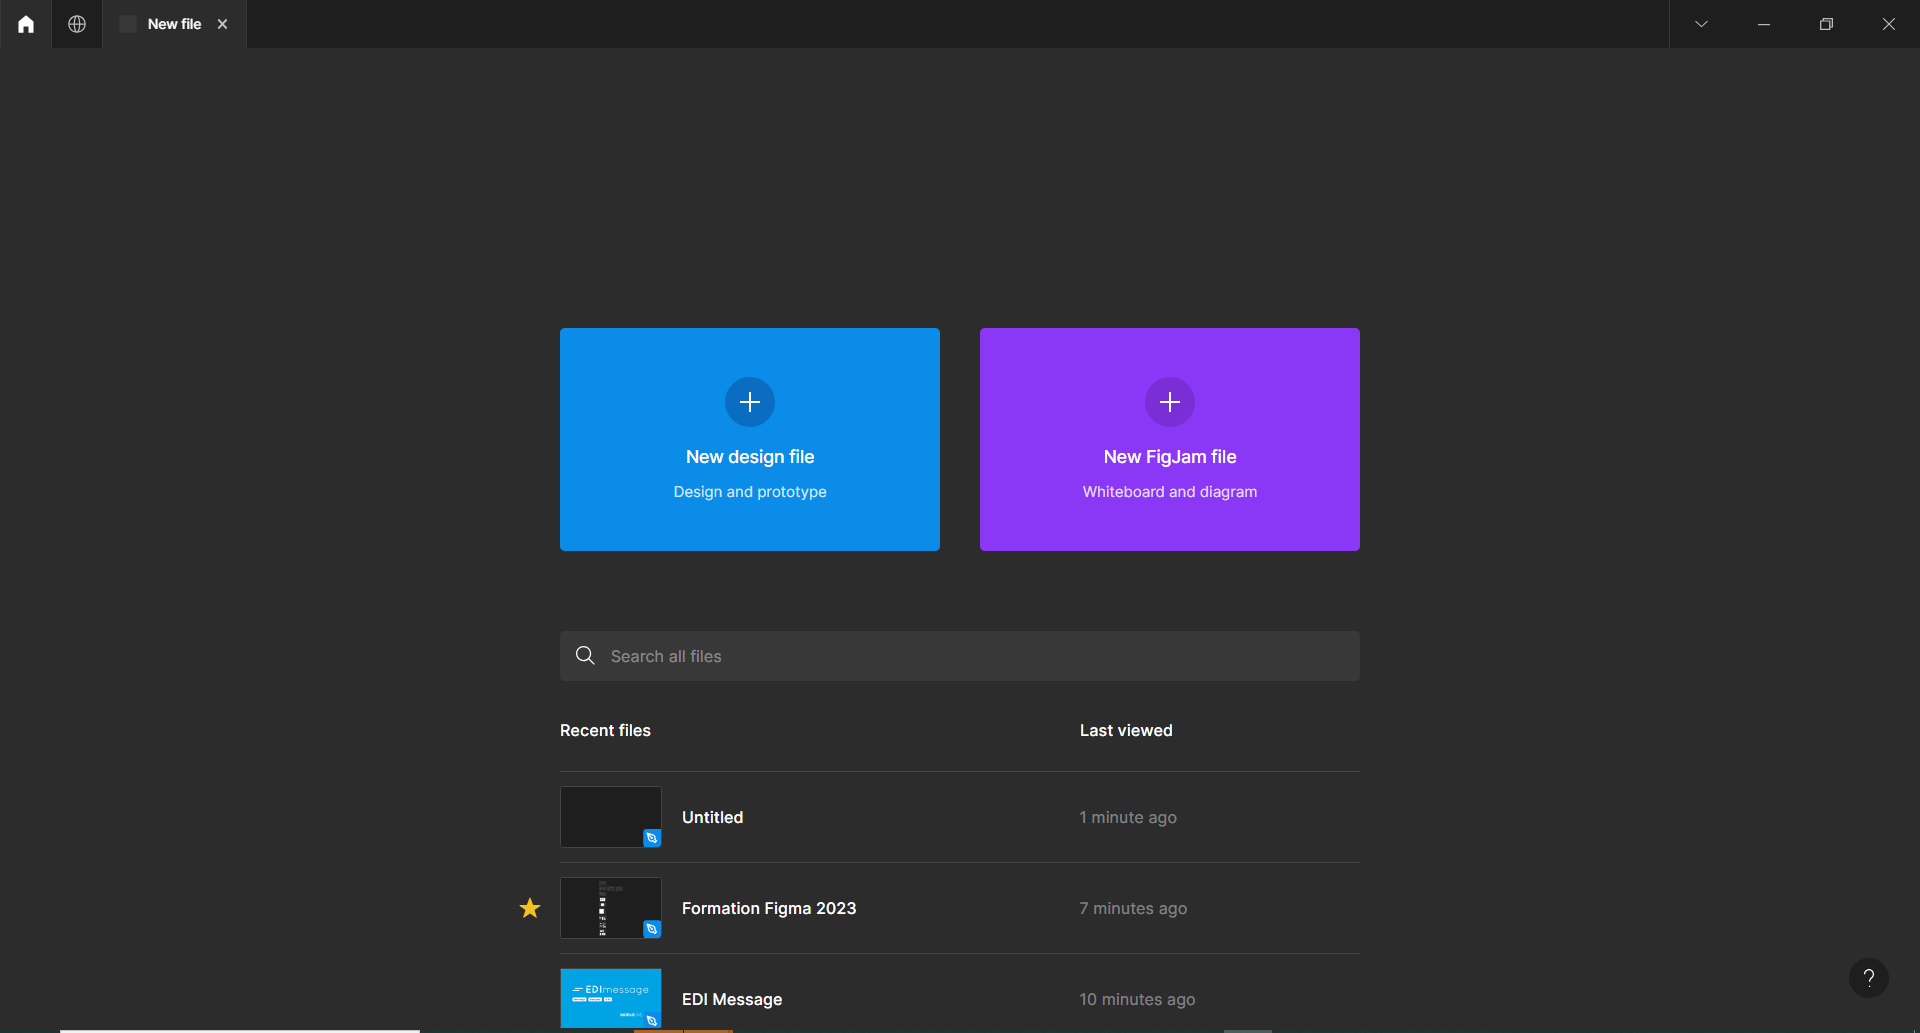 New file
New design file
Design and prototype
New FigJam file
Whiteboard and diagram
Search all files
Recent files
Last viewed
Untitled
1 minute ago
Formation Figma 2023
7 minutes ago
EDImessage
EDI Message
10 minutes ago
?